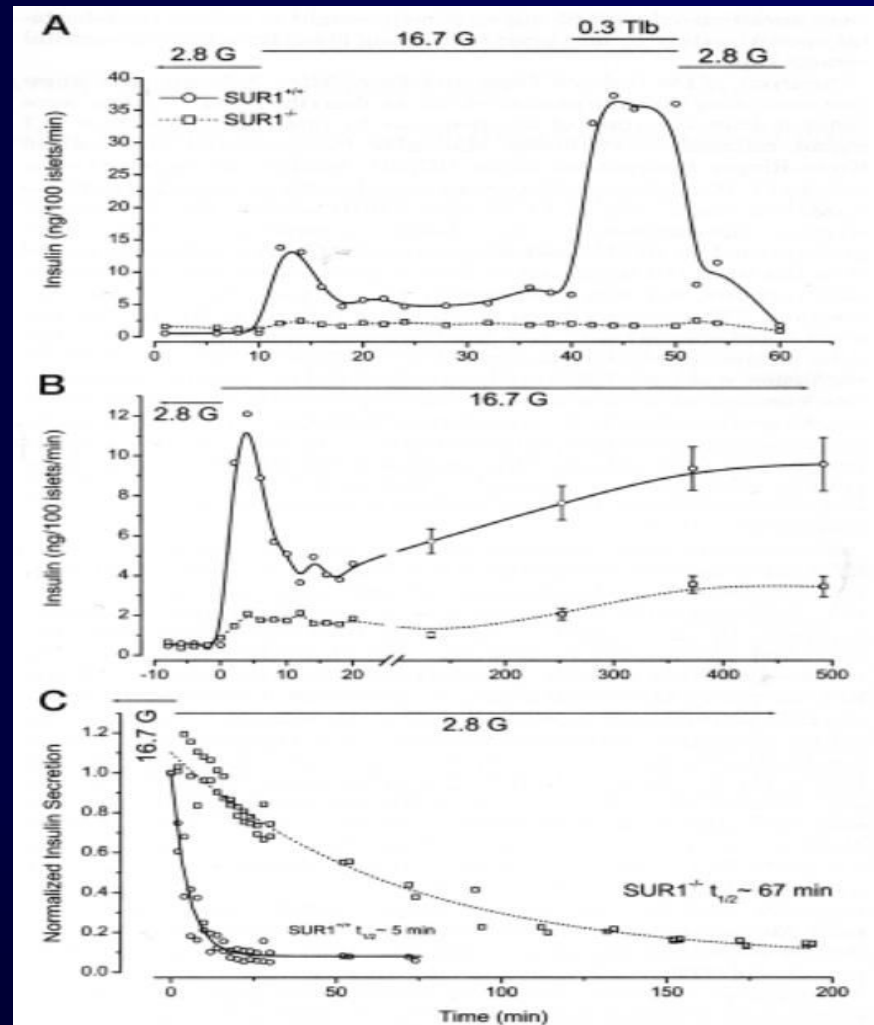 A
2.8 G
16.7 G
0.3 Tlb
2.8 G
Insulin (ng/100 islets/min)
40
35
30
25
20
15
10
5
0
SUR1+/+
SUR1-/-
0 10 20 30 40 50 60
B
2.8 G
16.7 G
Insulin (ng/100 islets/min)
12
10
8
6
4
2
0
-10 0 10 20 200 300 400 500
C
16.7 G
2.8 G
Normalized Insulin Secretion
1.2
1.0
0.8
0.6
0.4
0.2
0.0
SUR1-/- t1/2~ 67 min
SUR1+/+ t1/2~ 5 min
0 50 100 150 200
Time (min)